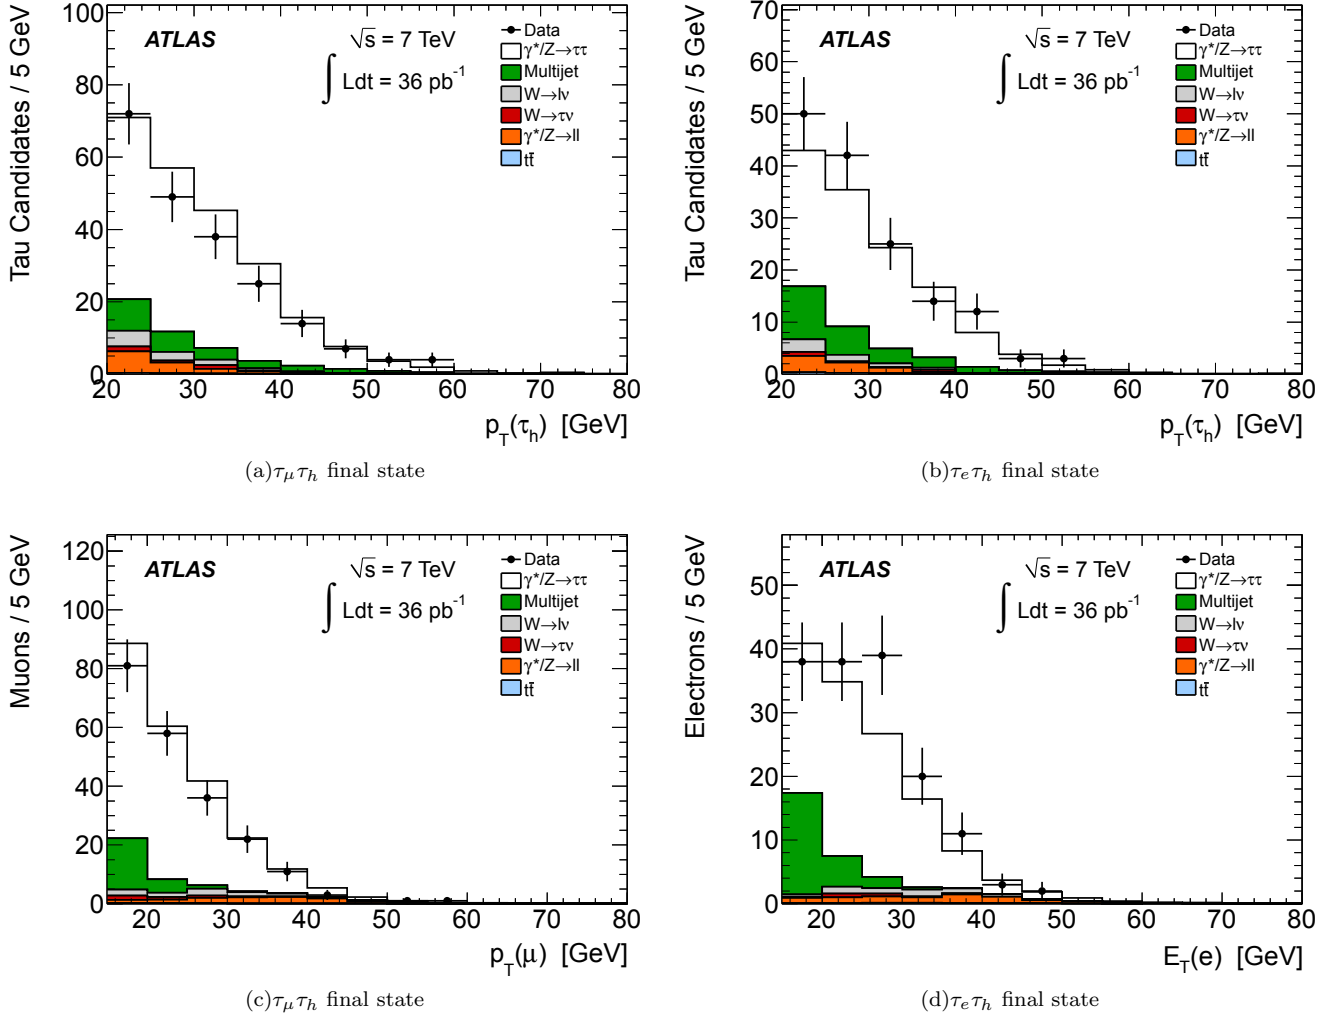 Tau Candidates / 5 GeV
100
80
60
40
20
0
ATLAS
√s = 7 TeV
∫ Ldt = 36 pb⁻¹
Data
γ*/Z→ττ
Multijet
W→lν
W→τν
γ*/Z→ll
tt̄
20 30 40 50 60 70 80
p_T(τ_h) [GeV]
(a)τ_μτ_h final state
Tau Candidates / 5 GeV
70
60
50
40
30
20
10
0
ATLAS
√s = 7 TeV
∫ Ldt = 36 pb⁻¹
Data
γ*/Z→ττ
Multijet
W→lν
W→τν
γ*/Z→ll
tt̄
20 30 40 50 60 70 80
p_T(τ_h) [GeV]
(b)τ_eτ_h final state
Muons / 5 GeV
120
100
80
60
40
20
0
ATLAS
√s = 7 TeV
∫ Ldt = 36 pb⁻¹
Data
γ*/Z→ττ
Multijet
W→lν
W→τν
γ*/Z→ll
tt̄
20 30 40 50 60 70 80
p_T(μ) [GeV]
(c)τ_μτ_h final state
Electrons / 5 GeV
50
40
30
20
10
0
ATLAS
√s = 7 TeV
∫ Ldt = 36 pb⁻¹
Data
γ*/Z→ττ
Multijet
W→lν
W→τν
γ*/Z→ll
tt̄
20 30 40 50 60 70 80
E_T(e) [GeV]
(d)τ_eτ_h final state